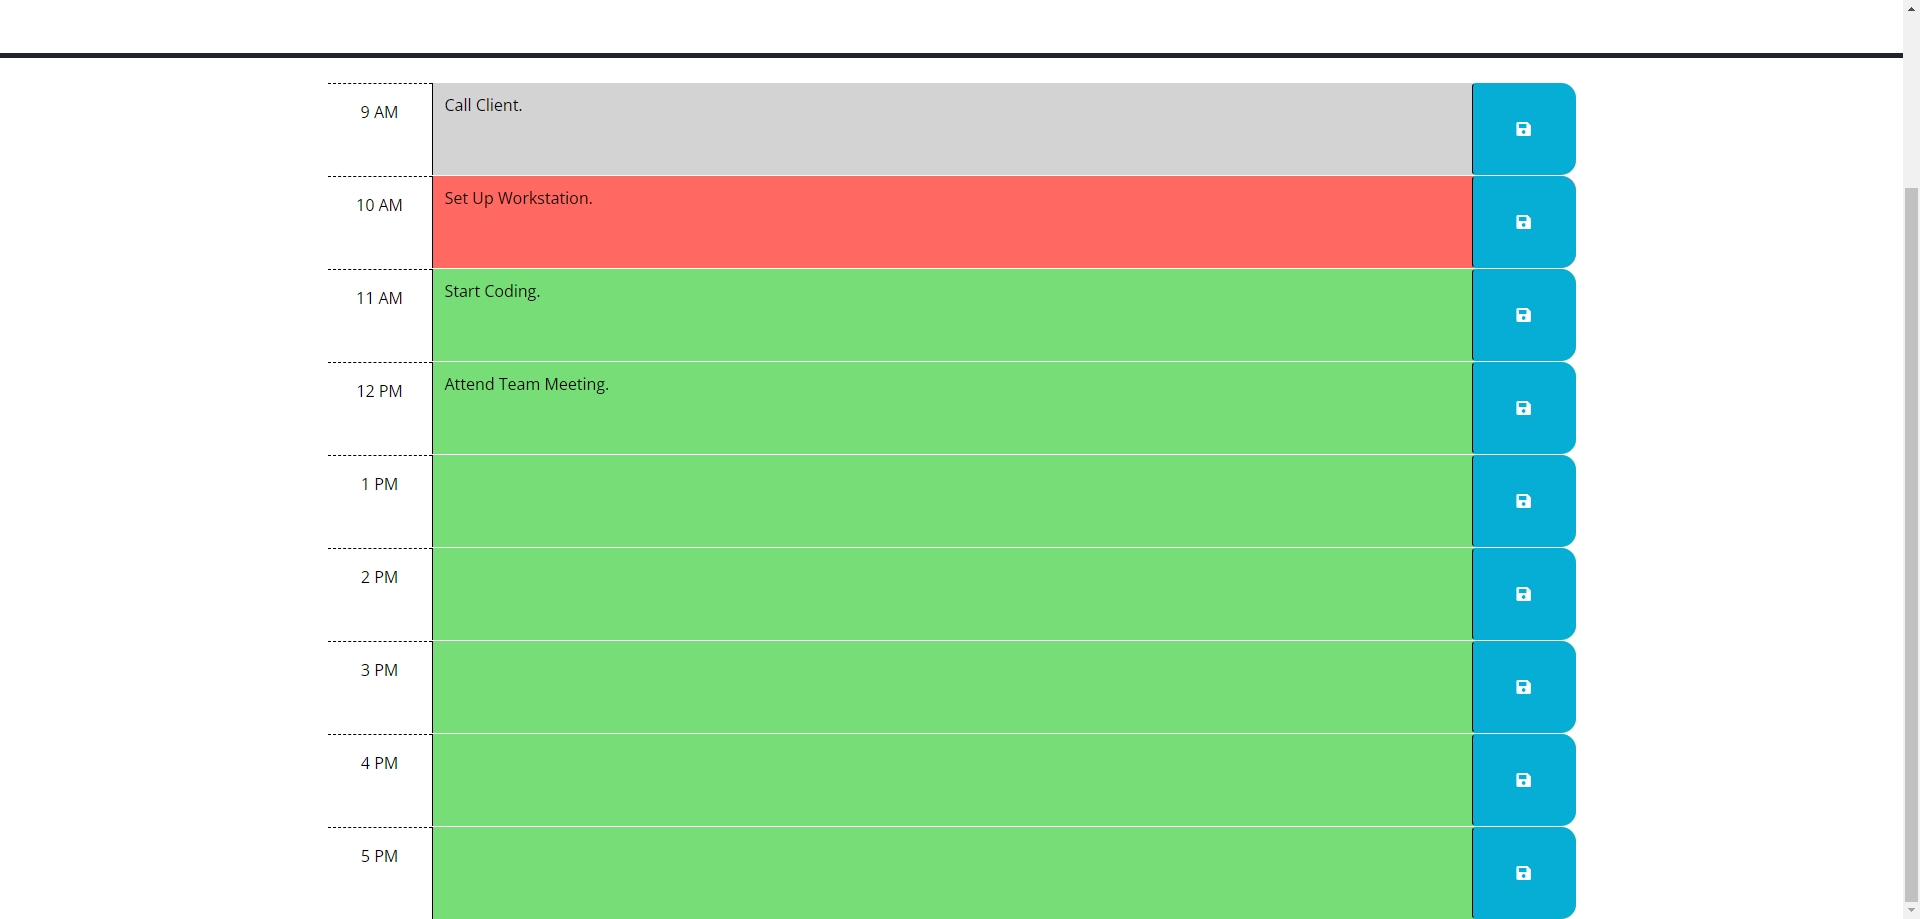 9 AM
Call Client.
10 AM
Set Up Workstation.
11 AM
Start Coding.
12 PM
Attend Team Meeting.
1 PM
2 PM
3 PM
4 PM
5 PM